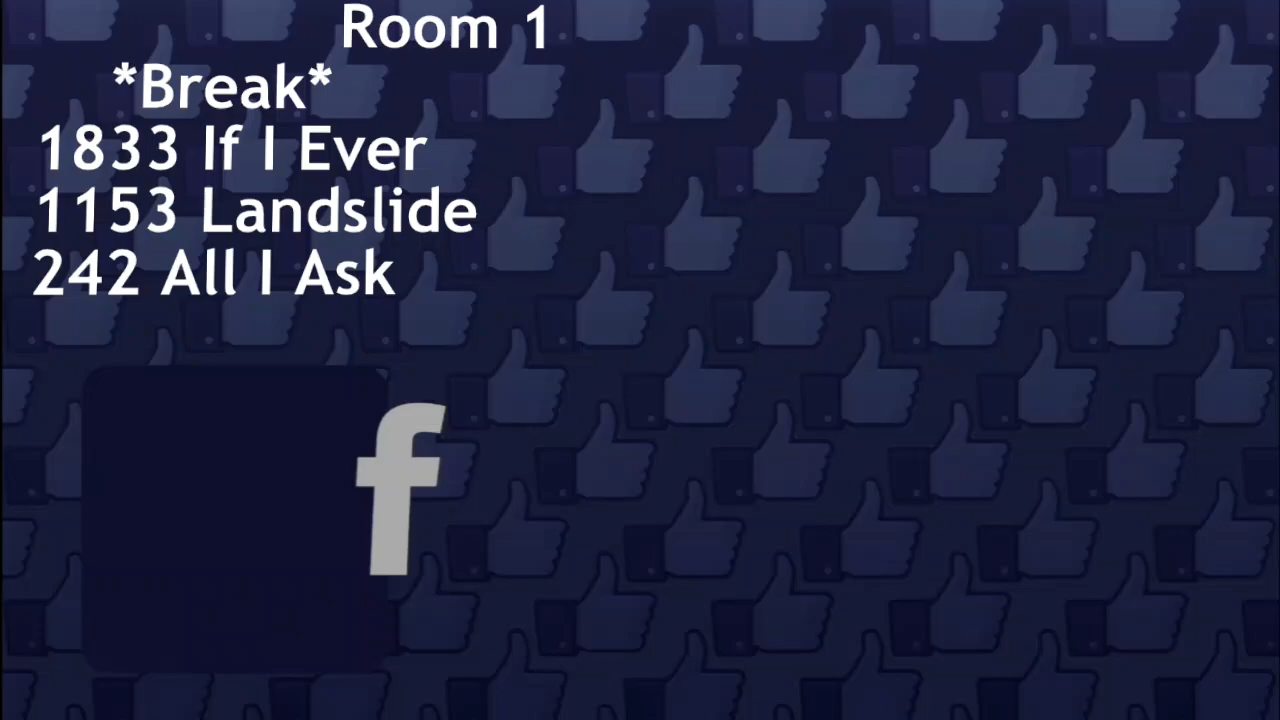 Room 1
*Break*
1833 If I Ever
1153 Landslide
242 All I Ask
f